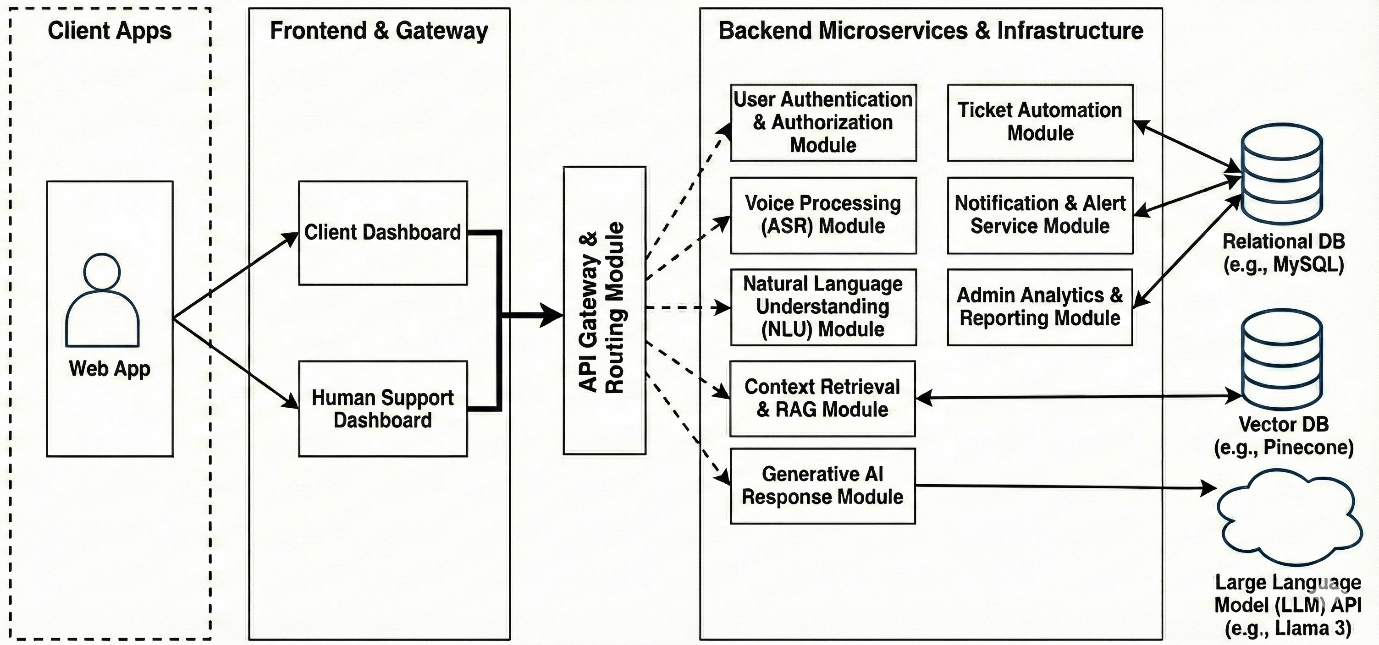 Client Apps
Web App
Frontend & Gateway
Client Dashboard
Human Support
Dashboard
API Gateway &
Routing Module
Backend Microservices & Infrastructure
User Authentication
& Authorization
Module
Voice Processing
(ASR) Module
Natural Language
Understanding
(NLU) Module
Context Retrieval
& RAG Module
Generative AI
Response Module
Ticket Automation
Module
Notification & Alert
Service Module
Admin Analytics &
Reporting Module
Relational DB
(e.g., MySQL)
Vector DB
(e.g., Pinecone)
Large Language
Model (LLM) API
(e.g., Llama 3)